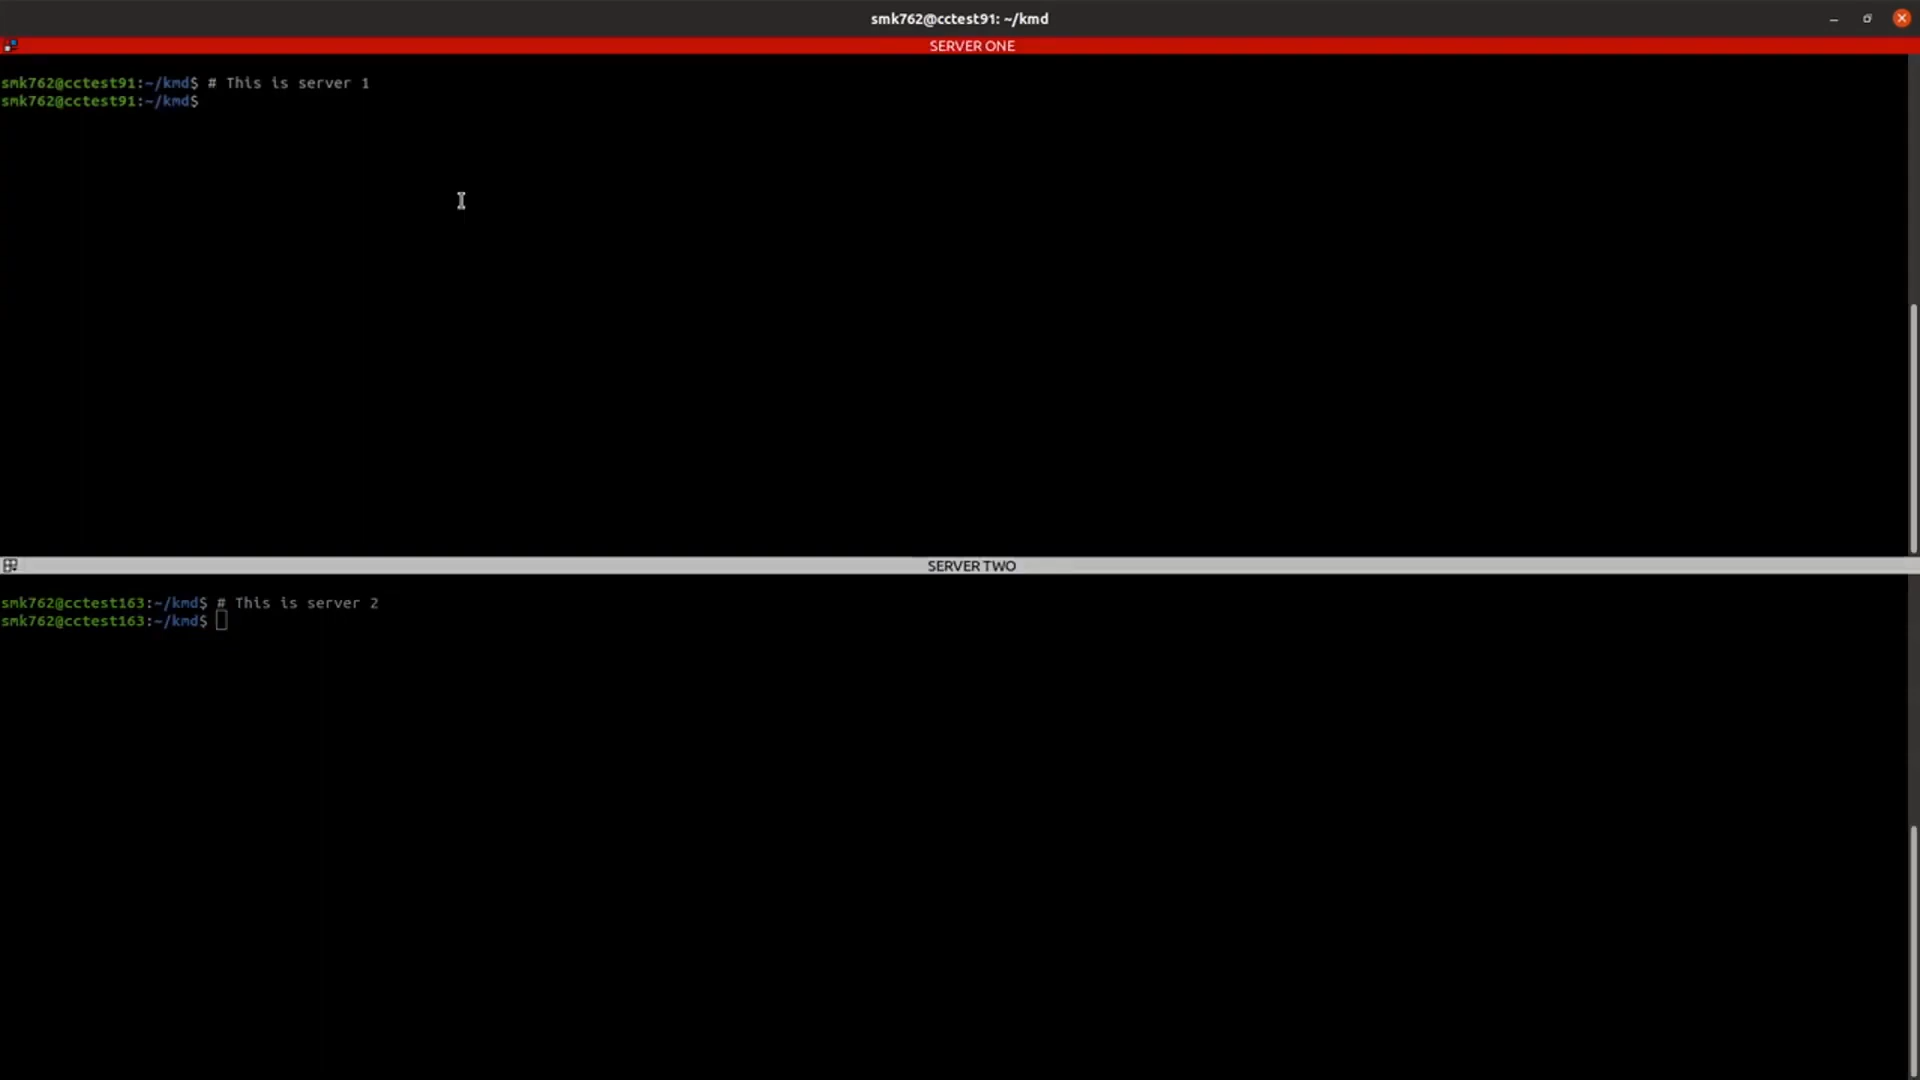 smk762@cctest91: ~/kmd
SERVER ONE
smk762@cctest91:~/kmd$ # This is server 1
smk762@cctest91:~/kmd$
SERVER TWO
smk762@cctest163:~/kmd$ # This is server 2
smk762@cctest163:~/kmd$